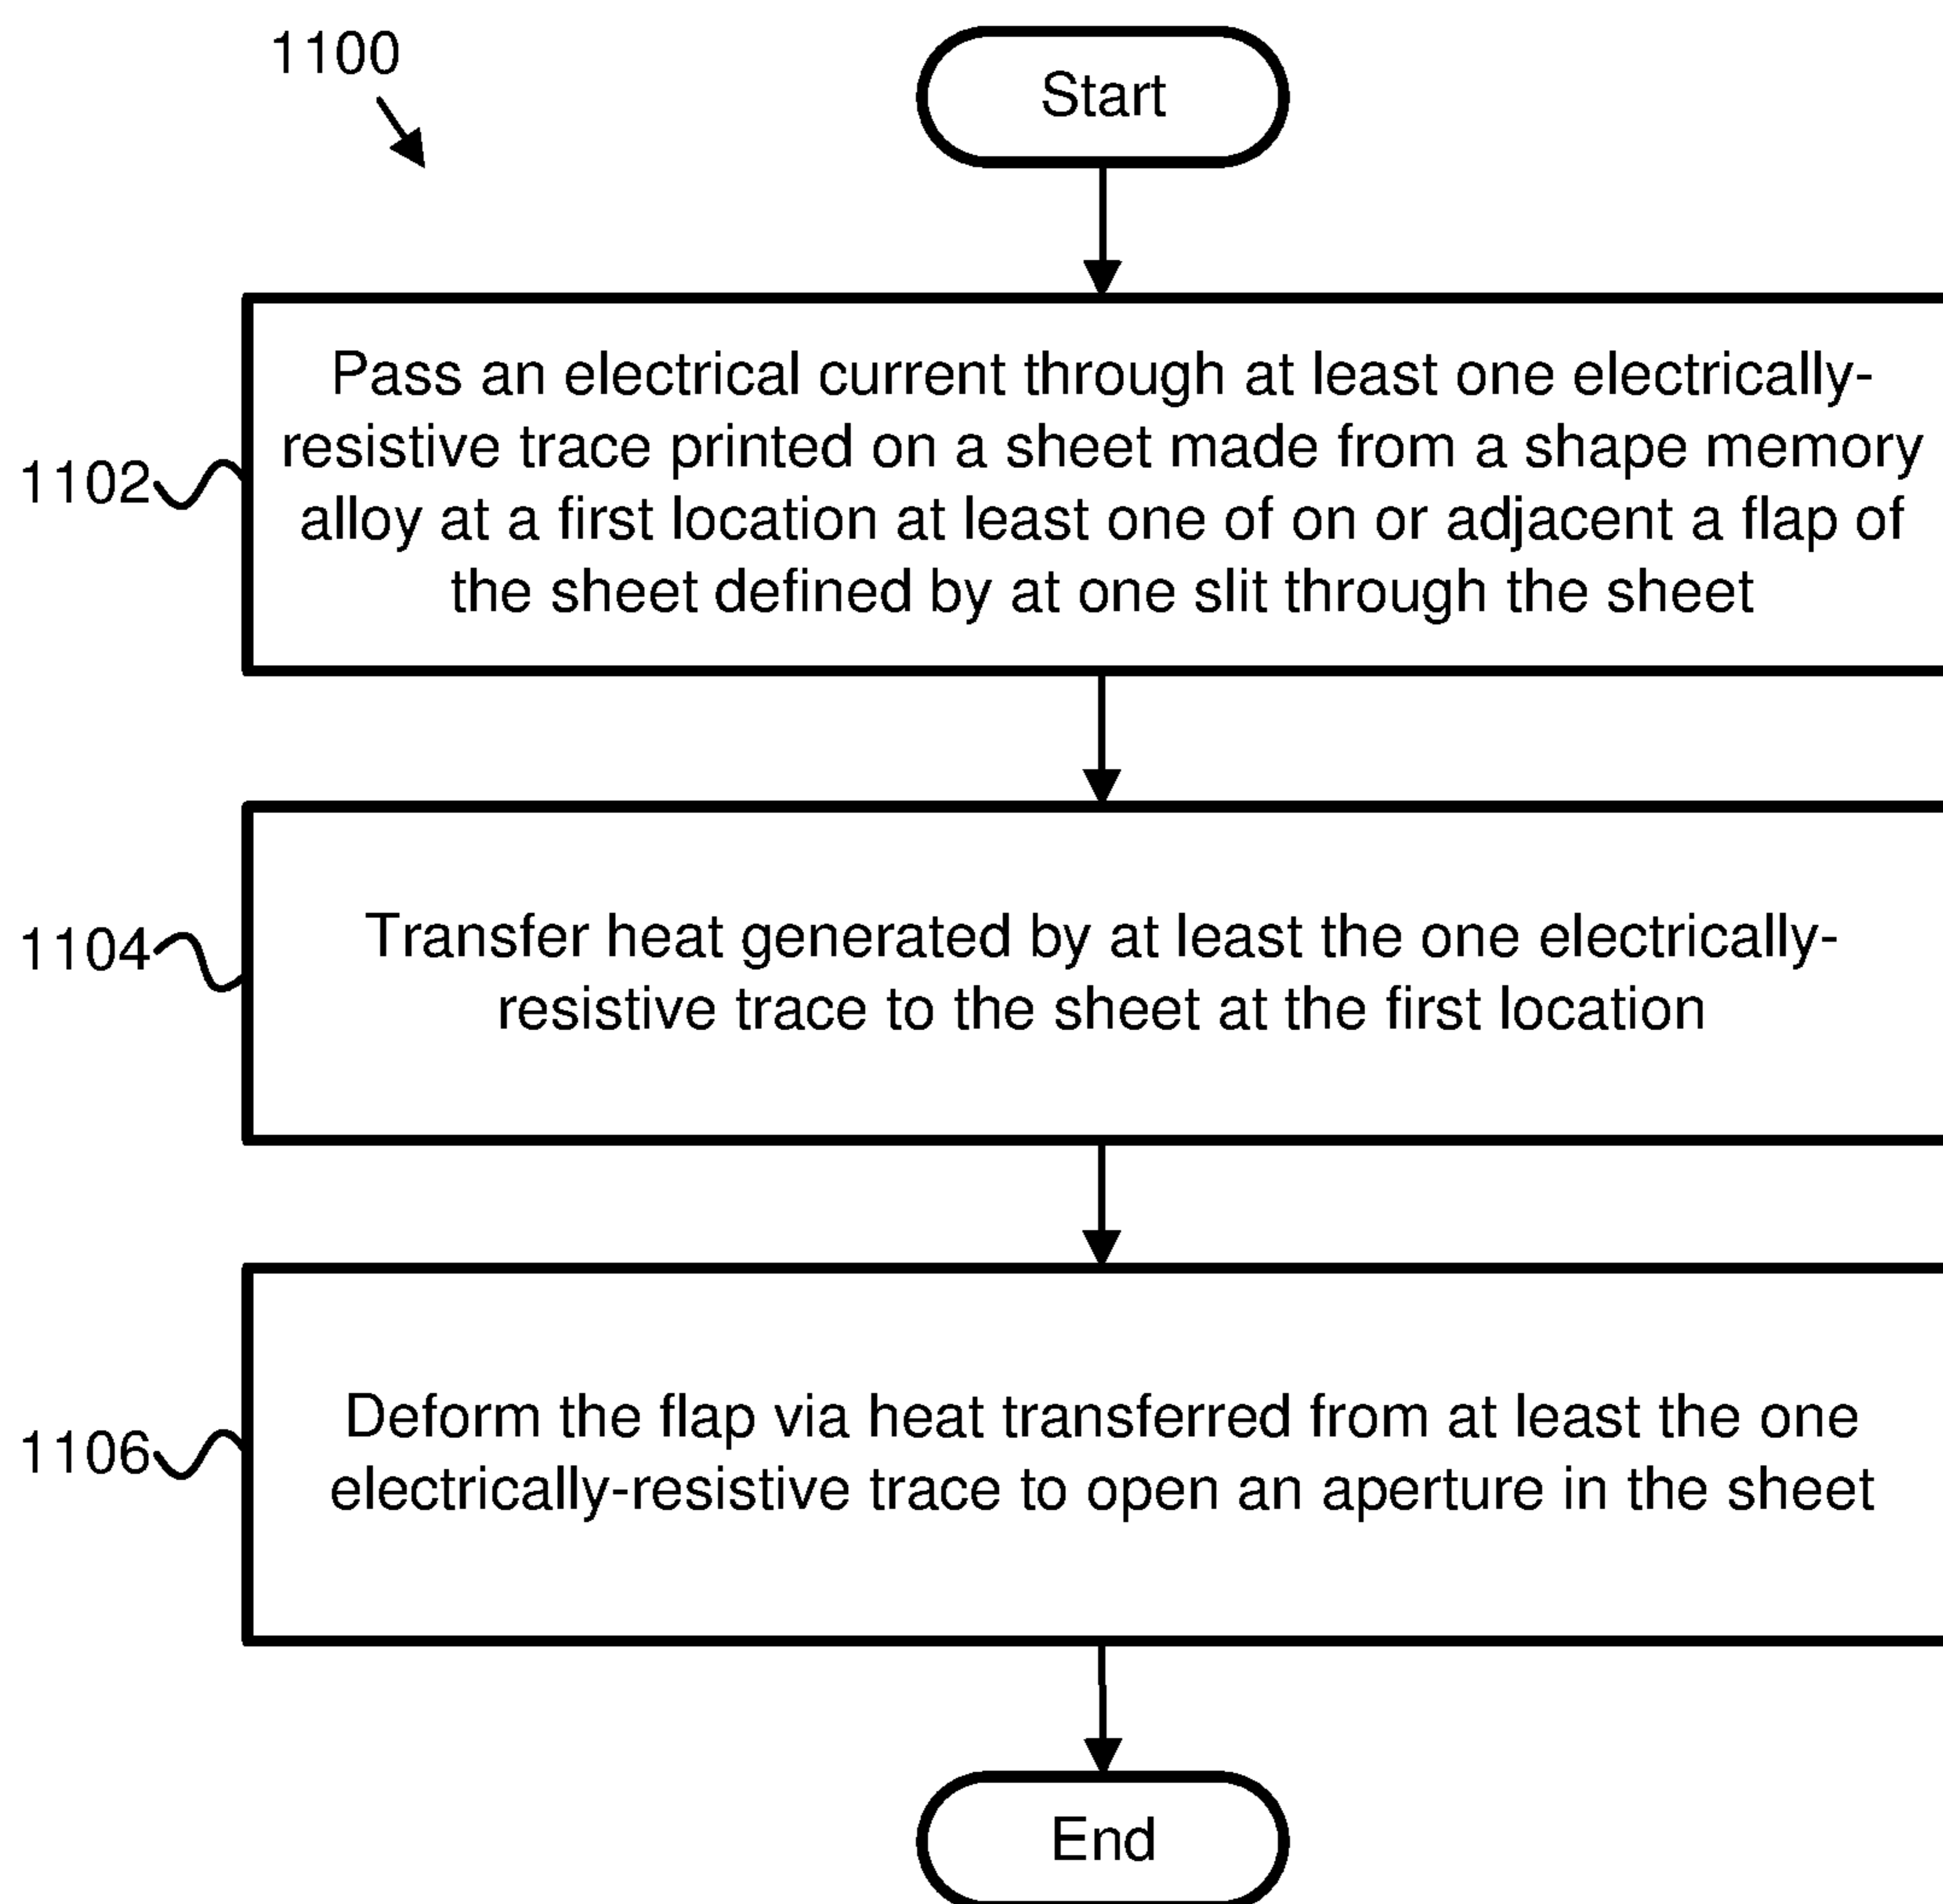 1100
Start
1102
Pass an electrical current through at least one electrically-
resistive trace printed on a sheet made from a shape memory
alloy at a first location at least one of on or adjacent a flap of
the sheet defined by at one slit through the sheet
1104
Transfer heat generated by at least the one electrically-
resistive trace to the sheet at the first location
1106
Deform the flap via heat transferred from at least the one
electrically-resistive trace to open an aperture in the sheet
End